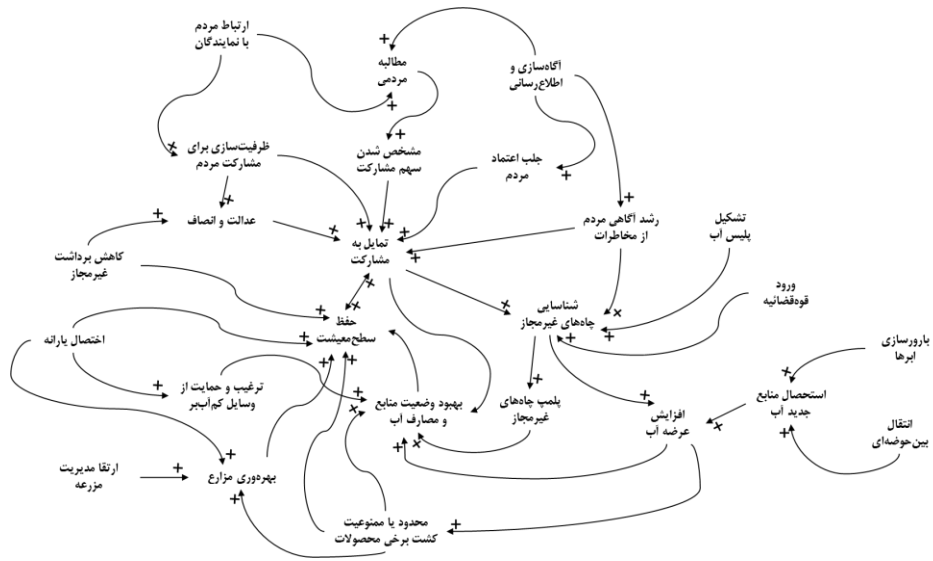 ارتباط مردم
با نمایندگان
مطالبه
مردمی
آگاه‌سازی و
اطلاع‌رسانی
ظرفیت‌سازی برای
مشارکت مردم
مشخص شدن
سهم مشارکت
جلب اعتماد
مردم
عدالت و انصاف
تمایل به
مشارکت
رشد آگاهی مردم
از مخاطرات
تشکیل
پلیس آب
کاهش برداشت
غیرمجاز
ورود
قوه‌قضائیه
حفظ
سطح‌معیشت
شناسایی
چاه‌های غیرمجاز
اختصال یارانه
بارورسازی
ابرها
ترغیب و حمایت از
وسایل کم‌آب‌بر
بهبود وضعیت منابع
و مصارف آب
پلمپ چاه‌های
غیرمجاز
افزایش
عرضه آب
استحصال منابع
جدید آب
انتقال
بین‌حوضه‌ای
ارتقا مدیریت
مزرعه
بهره‌وری مزارع
محدود یا ممنوعیت
کشت برخی محصولات